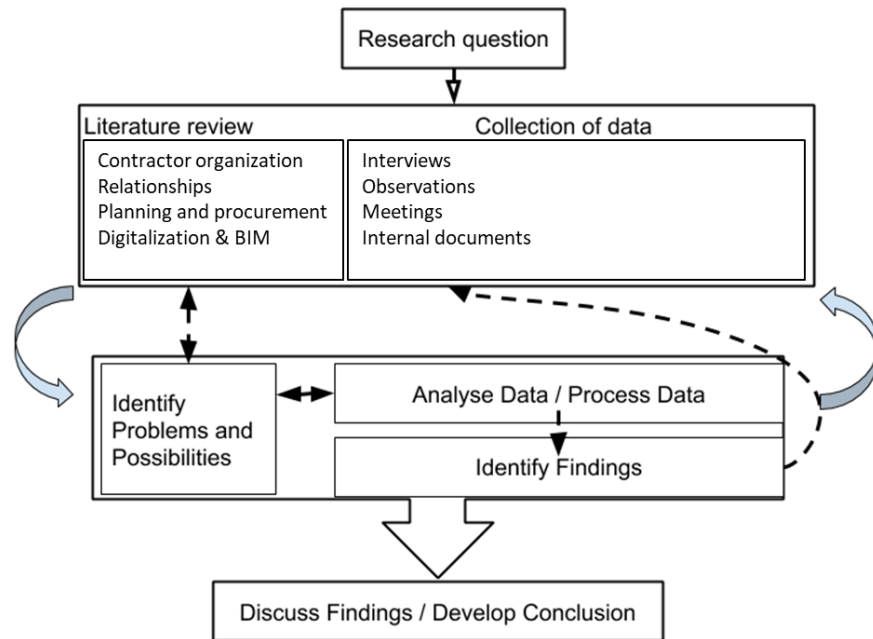 Research question
Literature review
Contractor organization
Relationships
Planning and procurement
Digitalization & BIM
Collection of data
Interviews
Observations
Meetings
Internal documents
Identify
Problems and
Possibilities
Analyse Data / Process Data
Identify Findings
Discuss Findings / Develop Conclusion